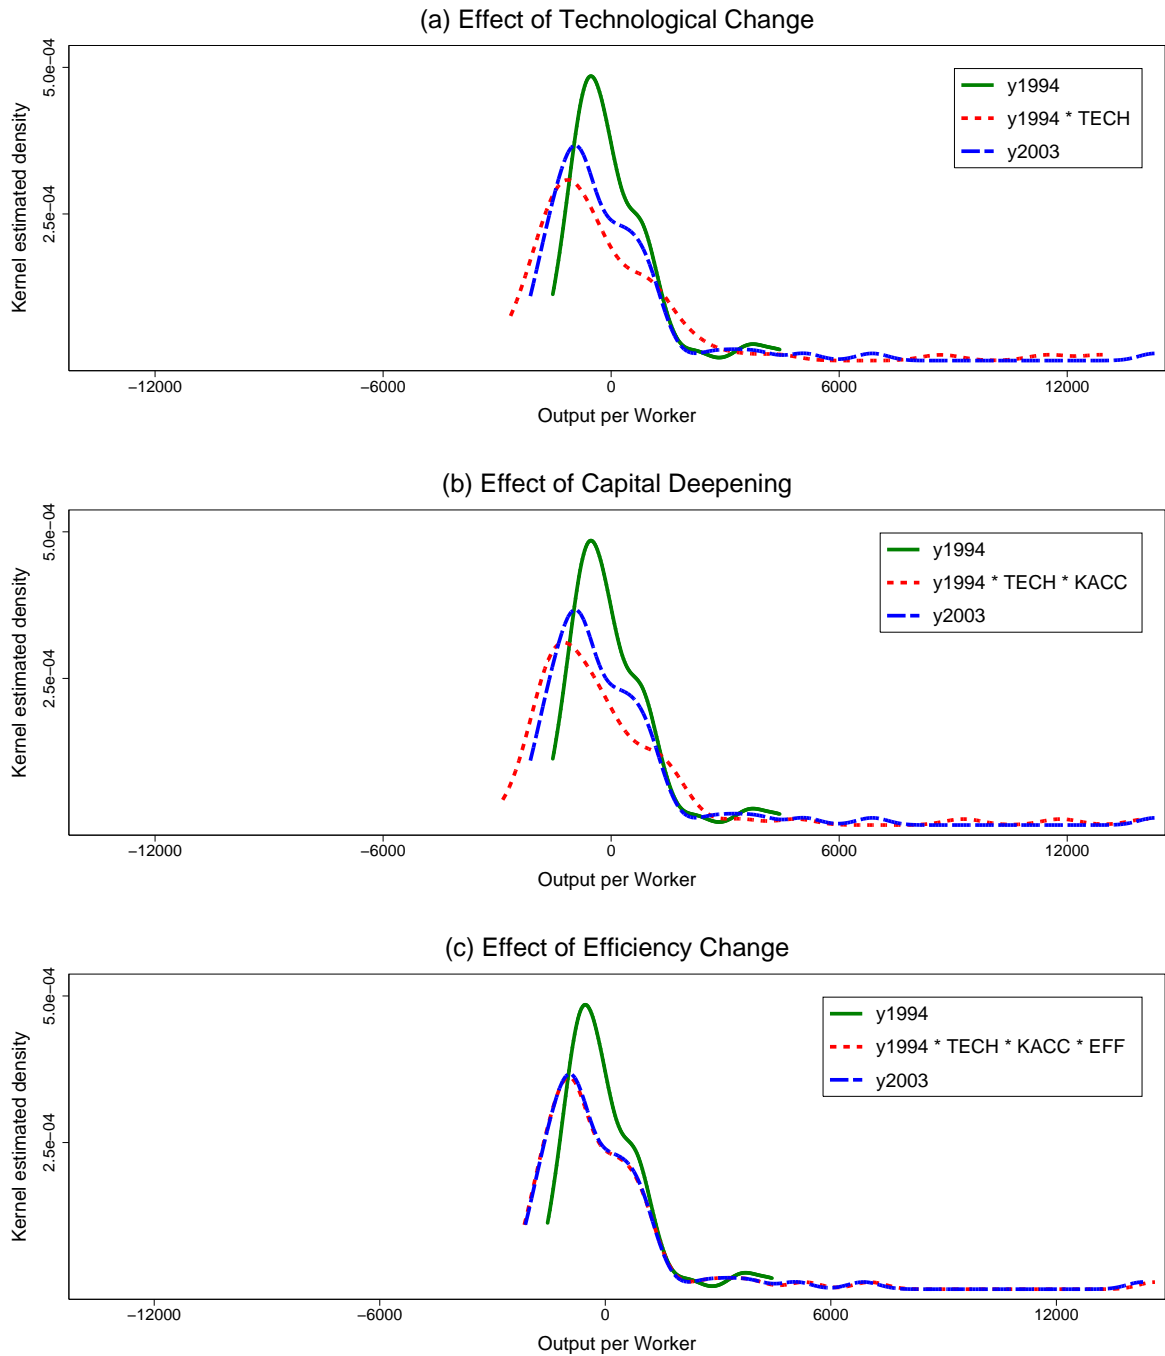 (a) Effect of Technological Change
Kernel estimated density
5.0e−04
2.5e−04
y1994
y1994 * TECH
y2003
−12000
−6000
0
6000
12000
Output per Worker
(b) Effect of Capital Deepening
Kernel estimated density
5.0e−04
2.5e−04
y1994
y1994 * TECH * KACC
y2003
−12000
−6000
0
6000
12000
Output per Worker
(c) Effect of Efficiency Change
Kernel estimated density
5.0e−04
2.5e−04
y1994
y1994 * TECH * KACC * EFF
y2003
−12000
−6000
0
6000
12000
Output per Worker